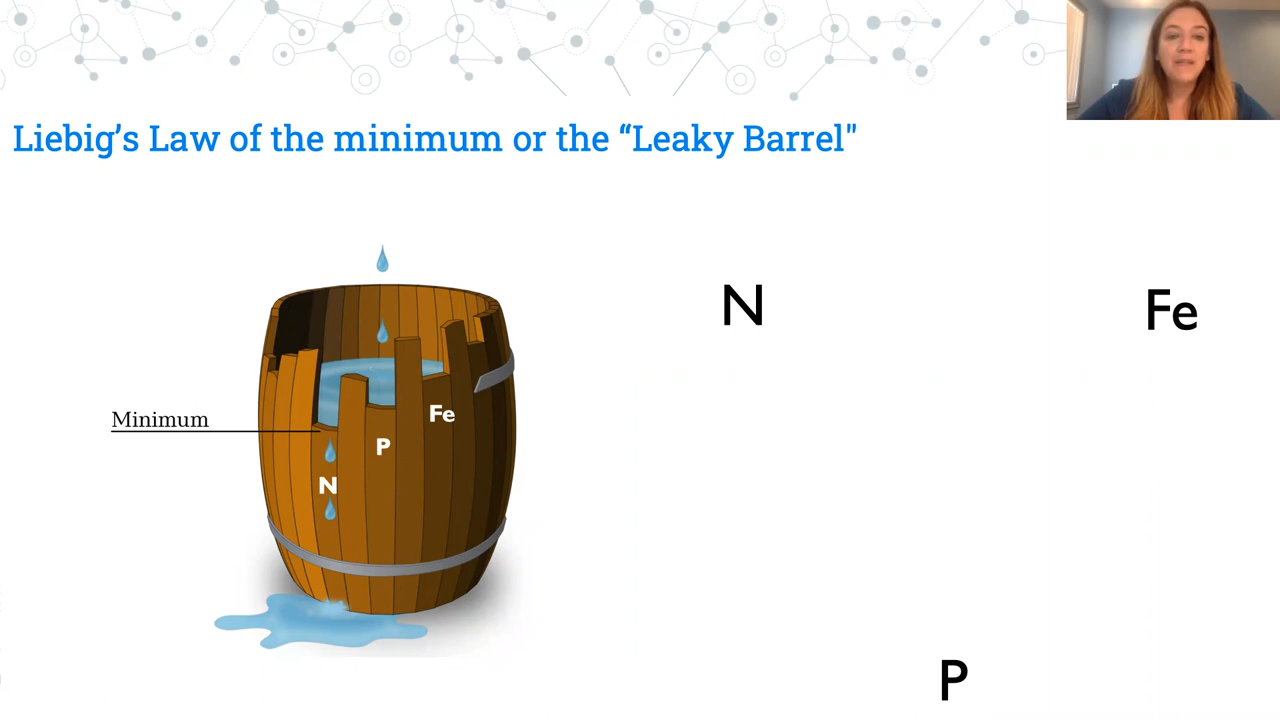 Liebig’s Law of the minimum or the “Leaky Barrel"
N
Fe
Minimum
Fe
P
N
P